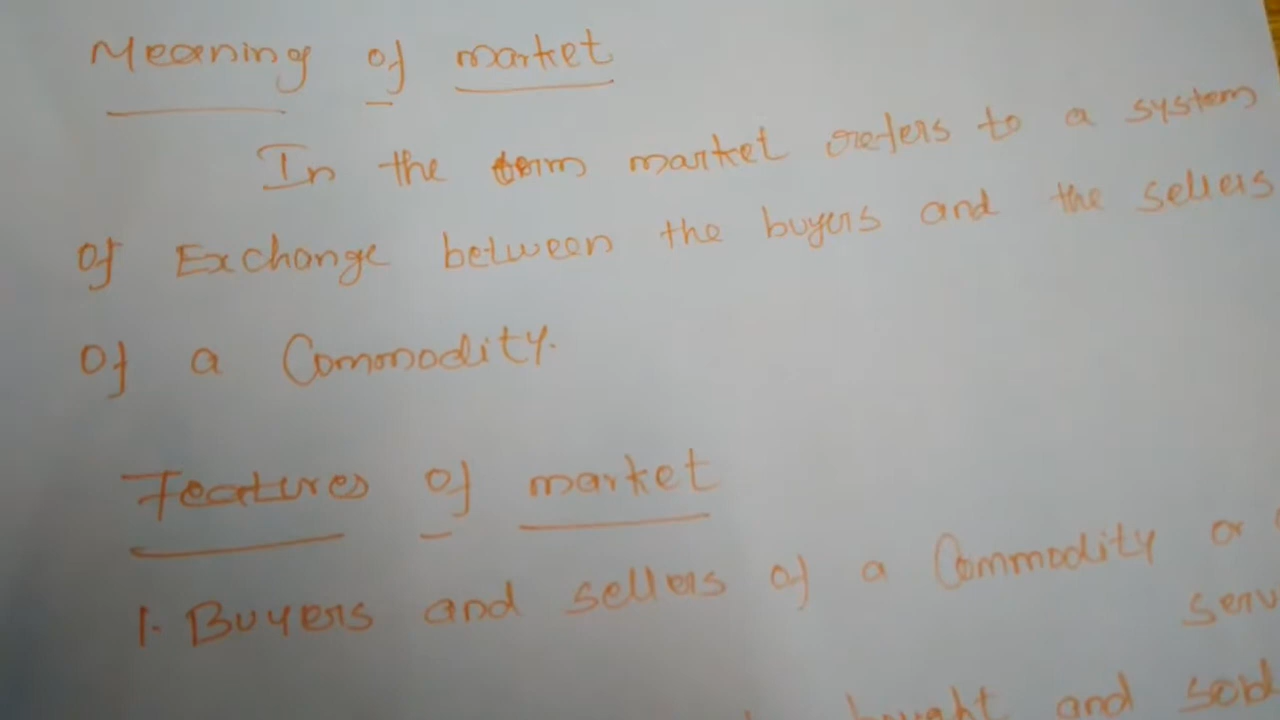 Meaning of market
In the term market refers to a system
Of Exchange between the buyers and the sellers
Of a Commodity.
Features of market
1. Buyers and sellers of a Commodity or
bought and sold